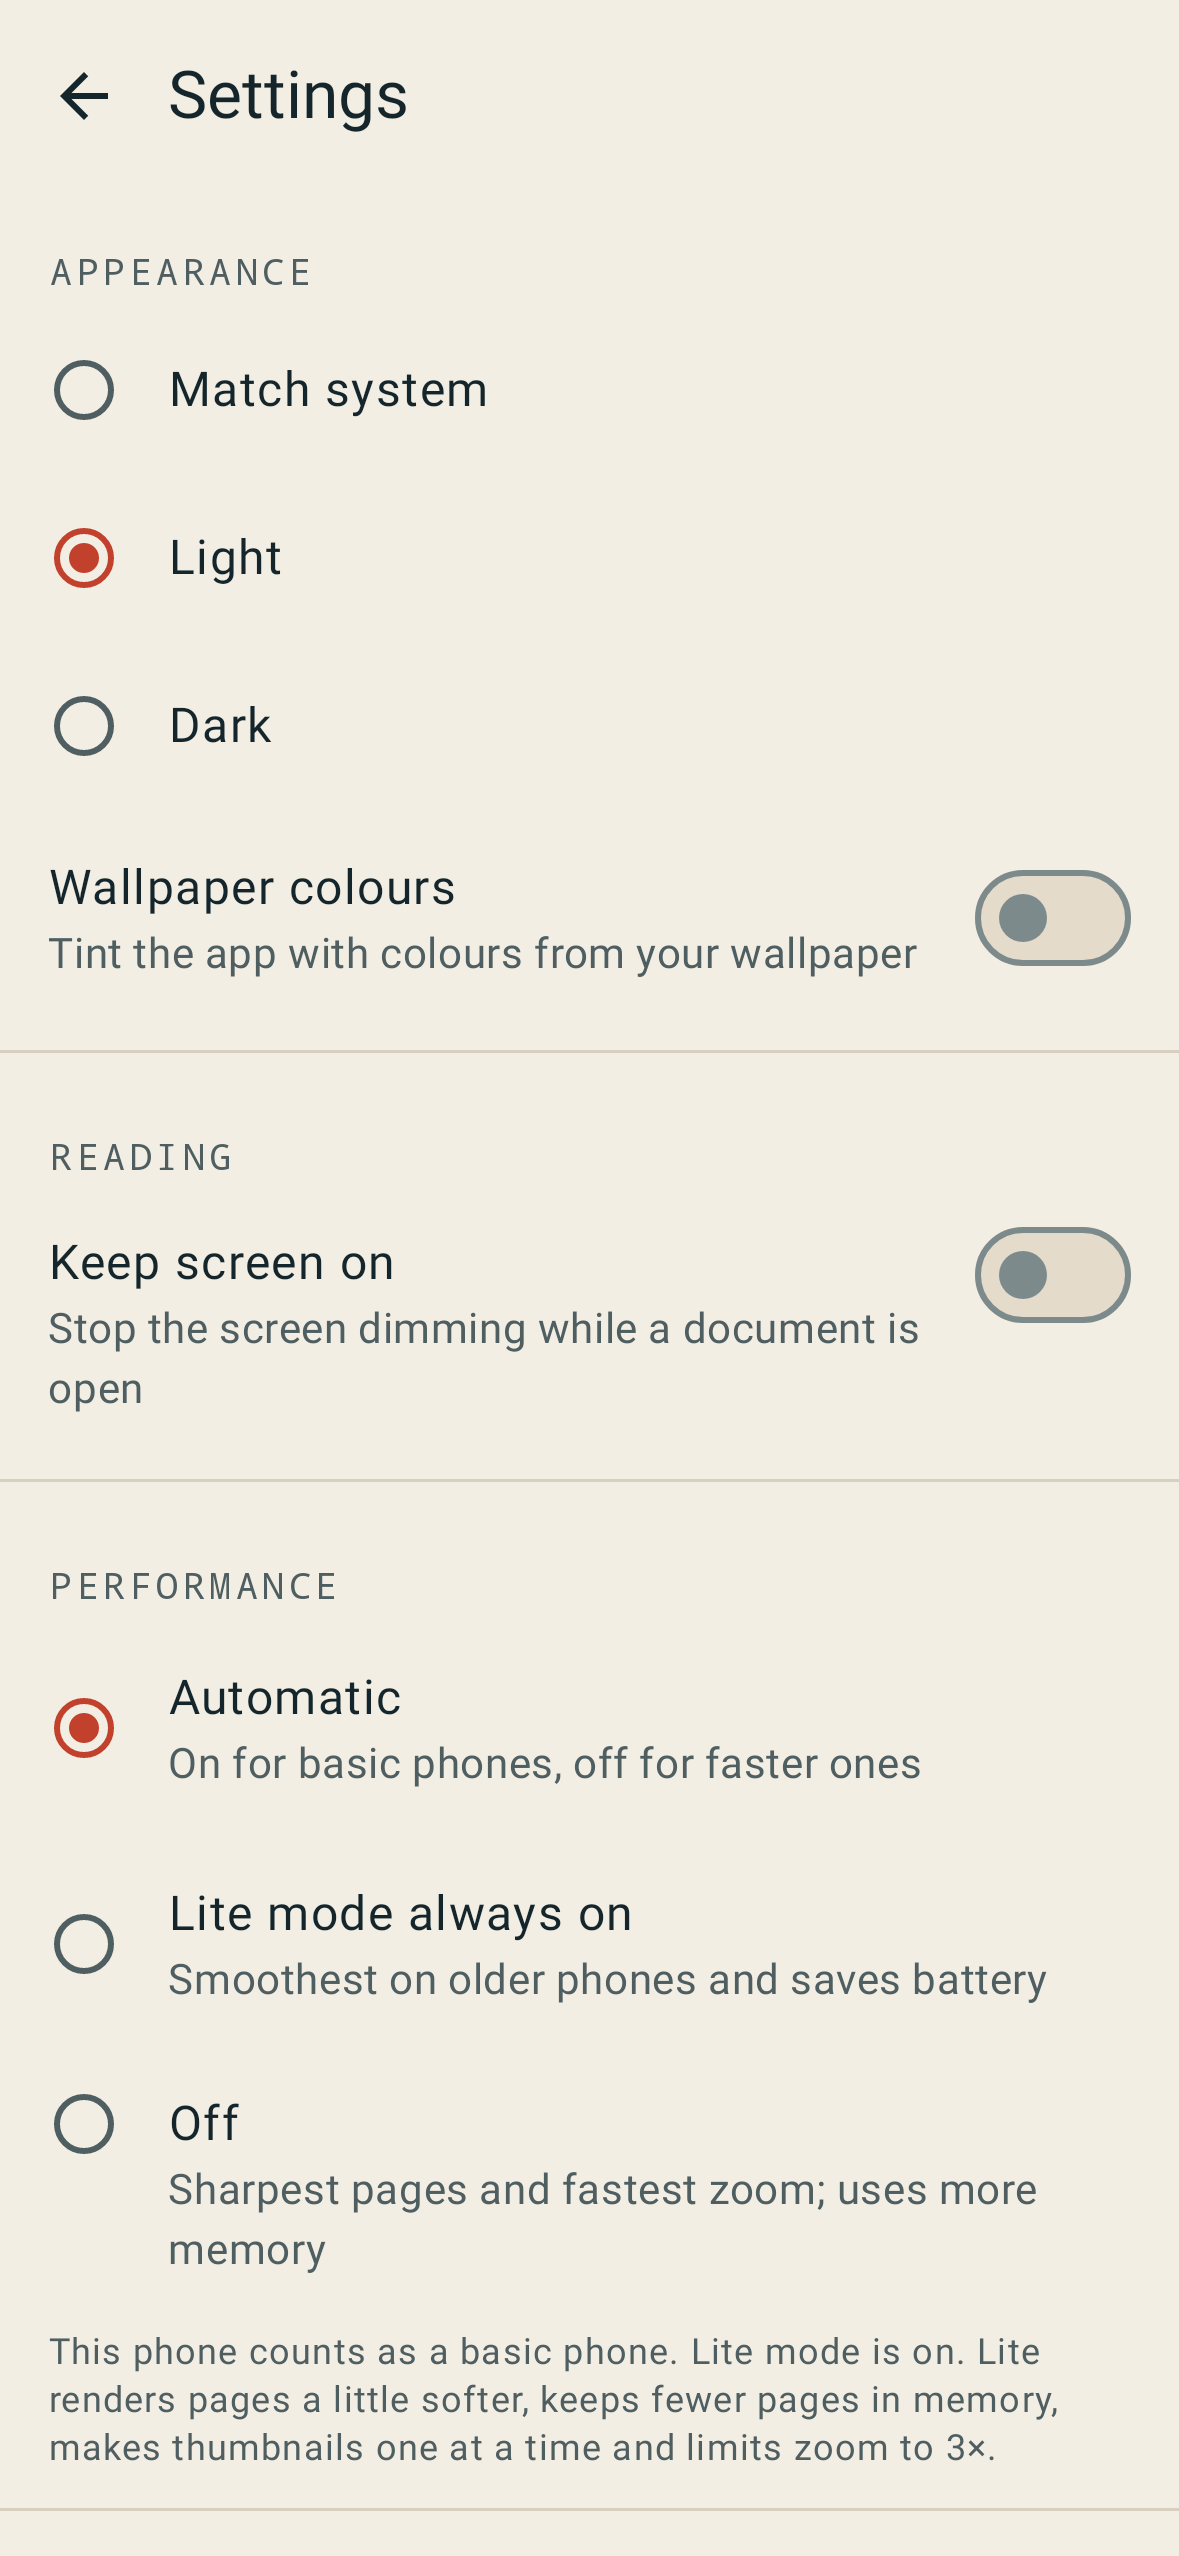 Settings
APPEARANCE
Match system
Light
Dark
Wallpaper colours
Tint the app with colours from your wallpaper
READING
Keep screen on
Stop the screen dimming while a document is
open
PERFORMANCE
Automatic
On for basic phones, off for faster ones
Lite mode always on
Smoothest on older phones and saves battery
Off
Sharpest pages and fastest zoom; uses more
memory
This phone counts as a basic phone. Lite mode is on. Lite
renders pages a little softer, keeps fewer pages in memory,
makes thumbnails one at a time and limits zoom to 3×.